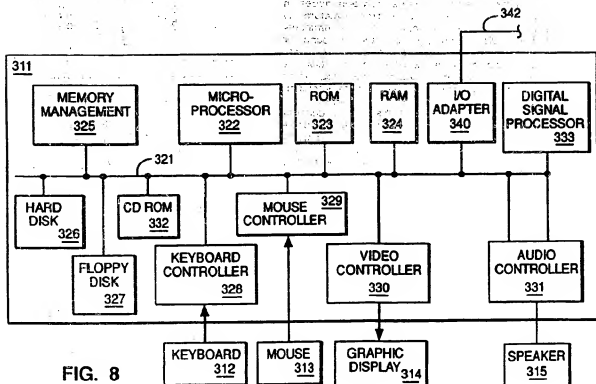 342
311
MEMORY
MANAGEMENT
325
MICRO-
PROCESSOR
322
ROM
323
RAM
324
I/O
ADAPTER
340
DIGITAL
SIGNAL
PROCESSOR
333
321
HARD
DISK
326
FLOPPY
DISK
327
CD ROM
332
KEYBOARD
CONTROLLER
328
MOUSE
CONTROLLER
329
VIDEO
CONTROLLER
330
AUDIO
CONTROLLER
331
FIG. 8
KEYBOARD
312
MOUSE
313
GRAPHIC
DISPLAY
314
SPEAKER
315